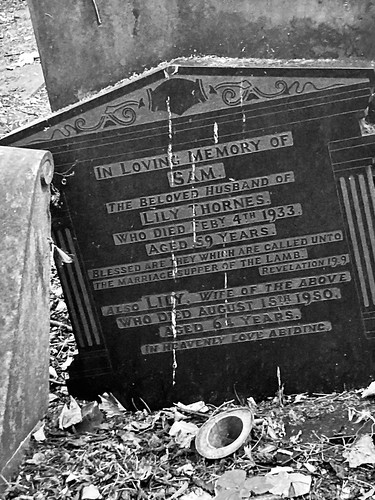 IN LOVING MEMORY OF
SAM.
THE BELOVED HUSBAND OF
LILY THORNES.
WHO DIED FEBY 4TH 1933.
AGED 59 YEARS.
BLESSED ARE THEY WHICH ARE CALLED UNTO
THE MARRIAGE SUPPER OF THE LAMB.
REVELATION 19.9.
ALSO LILY. WIFE OF THE ABOVE
WHO DIED AUGUST 15TH 1950.
AGED YEARS.
IN HEAVENLY LOVE ABIDING.